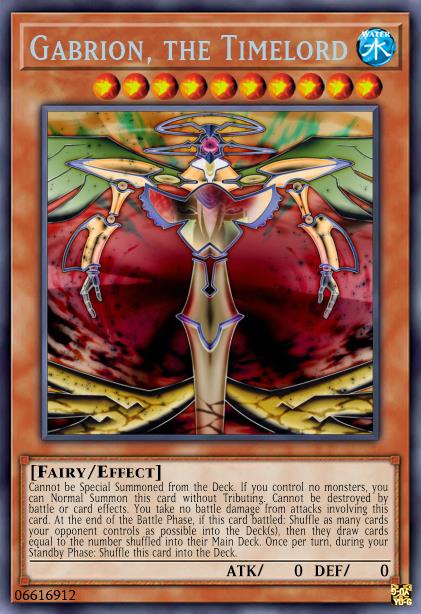 GABRION, THE TIMELORD
WATER
水
[FAIRY/EFFECT]
Cannot be Special Summoned from the Deck. If you control no monsters, you
can Normal Summon this card without Tributing. Cannot be destroyed by
battle or card effects. You take no battle damage from attacks involving this
card. At the end of the Battle Phase, if this card battled: Shuffle as many cards
your opponent controls as possible into the Deck(s), then they draw cards
equal to the number shuffled into their Main Deck. Once per turn, during your
Standby Phase: Shuffle this card into the Deck.
ATK/ 0 DEF/ 0
06616912